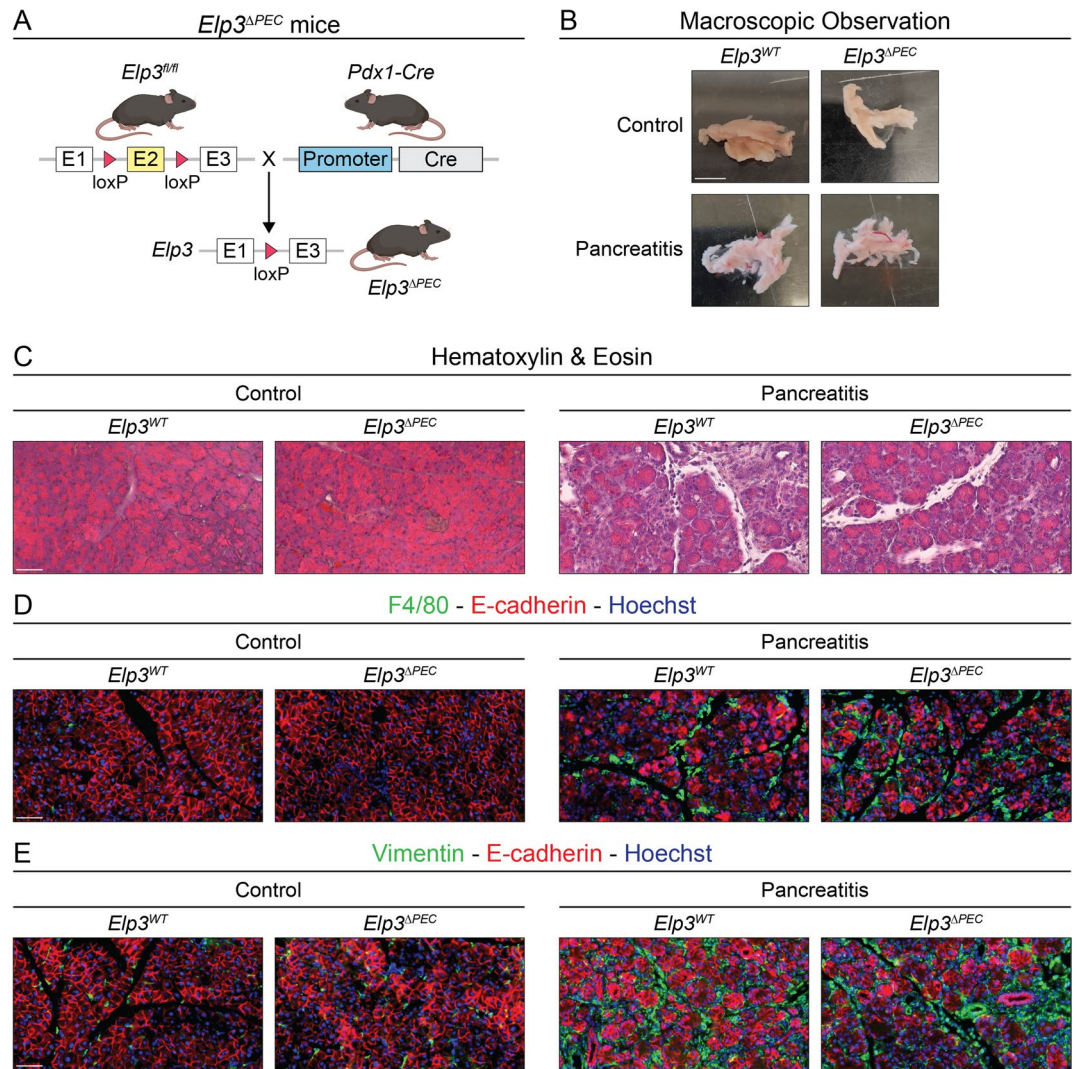 A
Elp3ΔPEC mice
Elp3fl/fl
Pdx1-Cre
E1 E2 E3 X Promoter Cre
loxP loxP
Elp3 E1 E3
loxP
Elp3ΔPEC
B
Macroscopic Observation
Elp3WT Elp3ΔPEC
Control
Pancreatitis
C
Hematoxylin & Eosin
Control Pancreatitis
Elp3WT Elp3ΔPEC Elp3WT Elp3ΔPEC
D
F4/80 - E-cadherin - Hoechst
Control Pancreatitis
Elp3WT Elp3ΔPEC Elp3WT Elp3ΔPEC
E
Vimentin - E-cadherin - Hoechst
Control Pancreatitis
Elp3WT Elp3ΔPEC Elp3WT Elp3ΔPEC